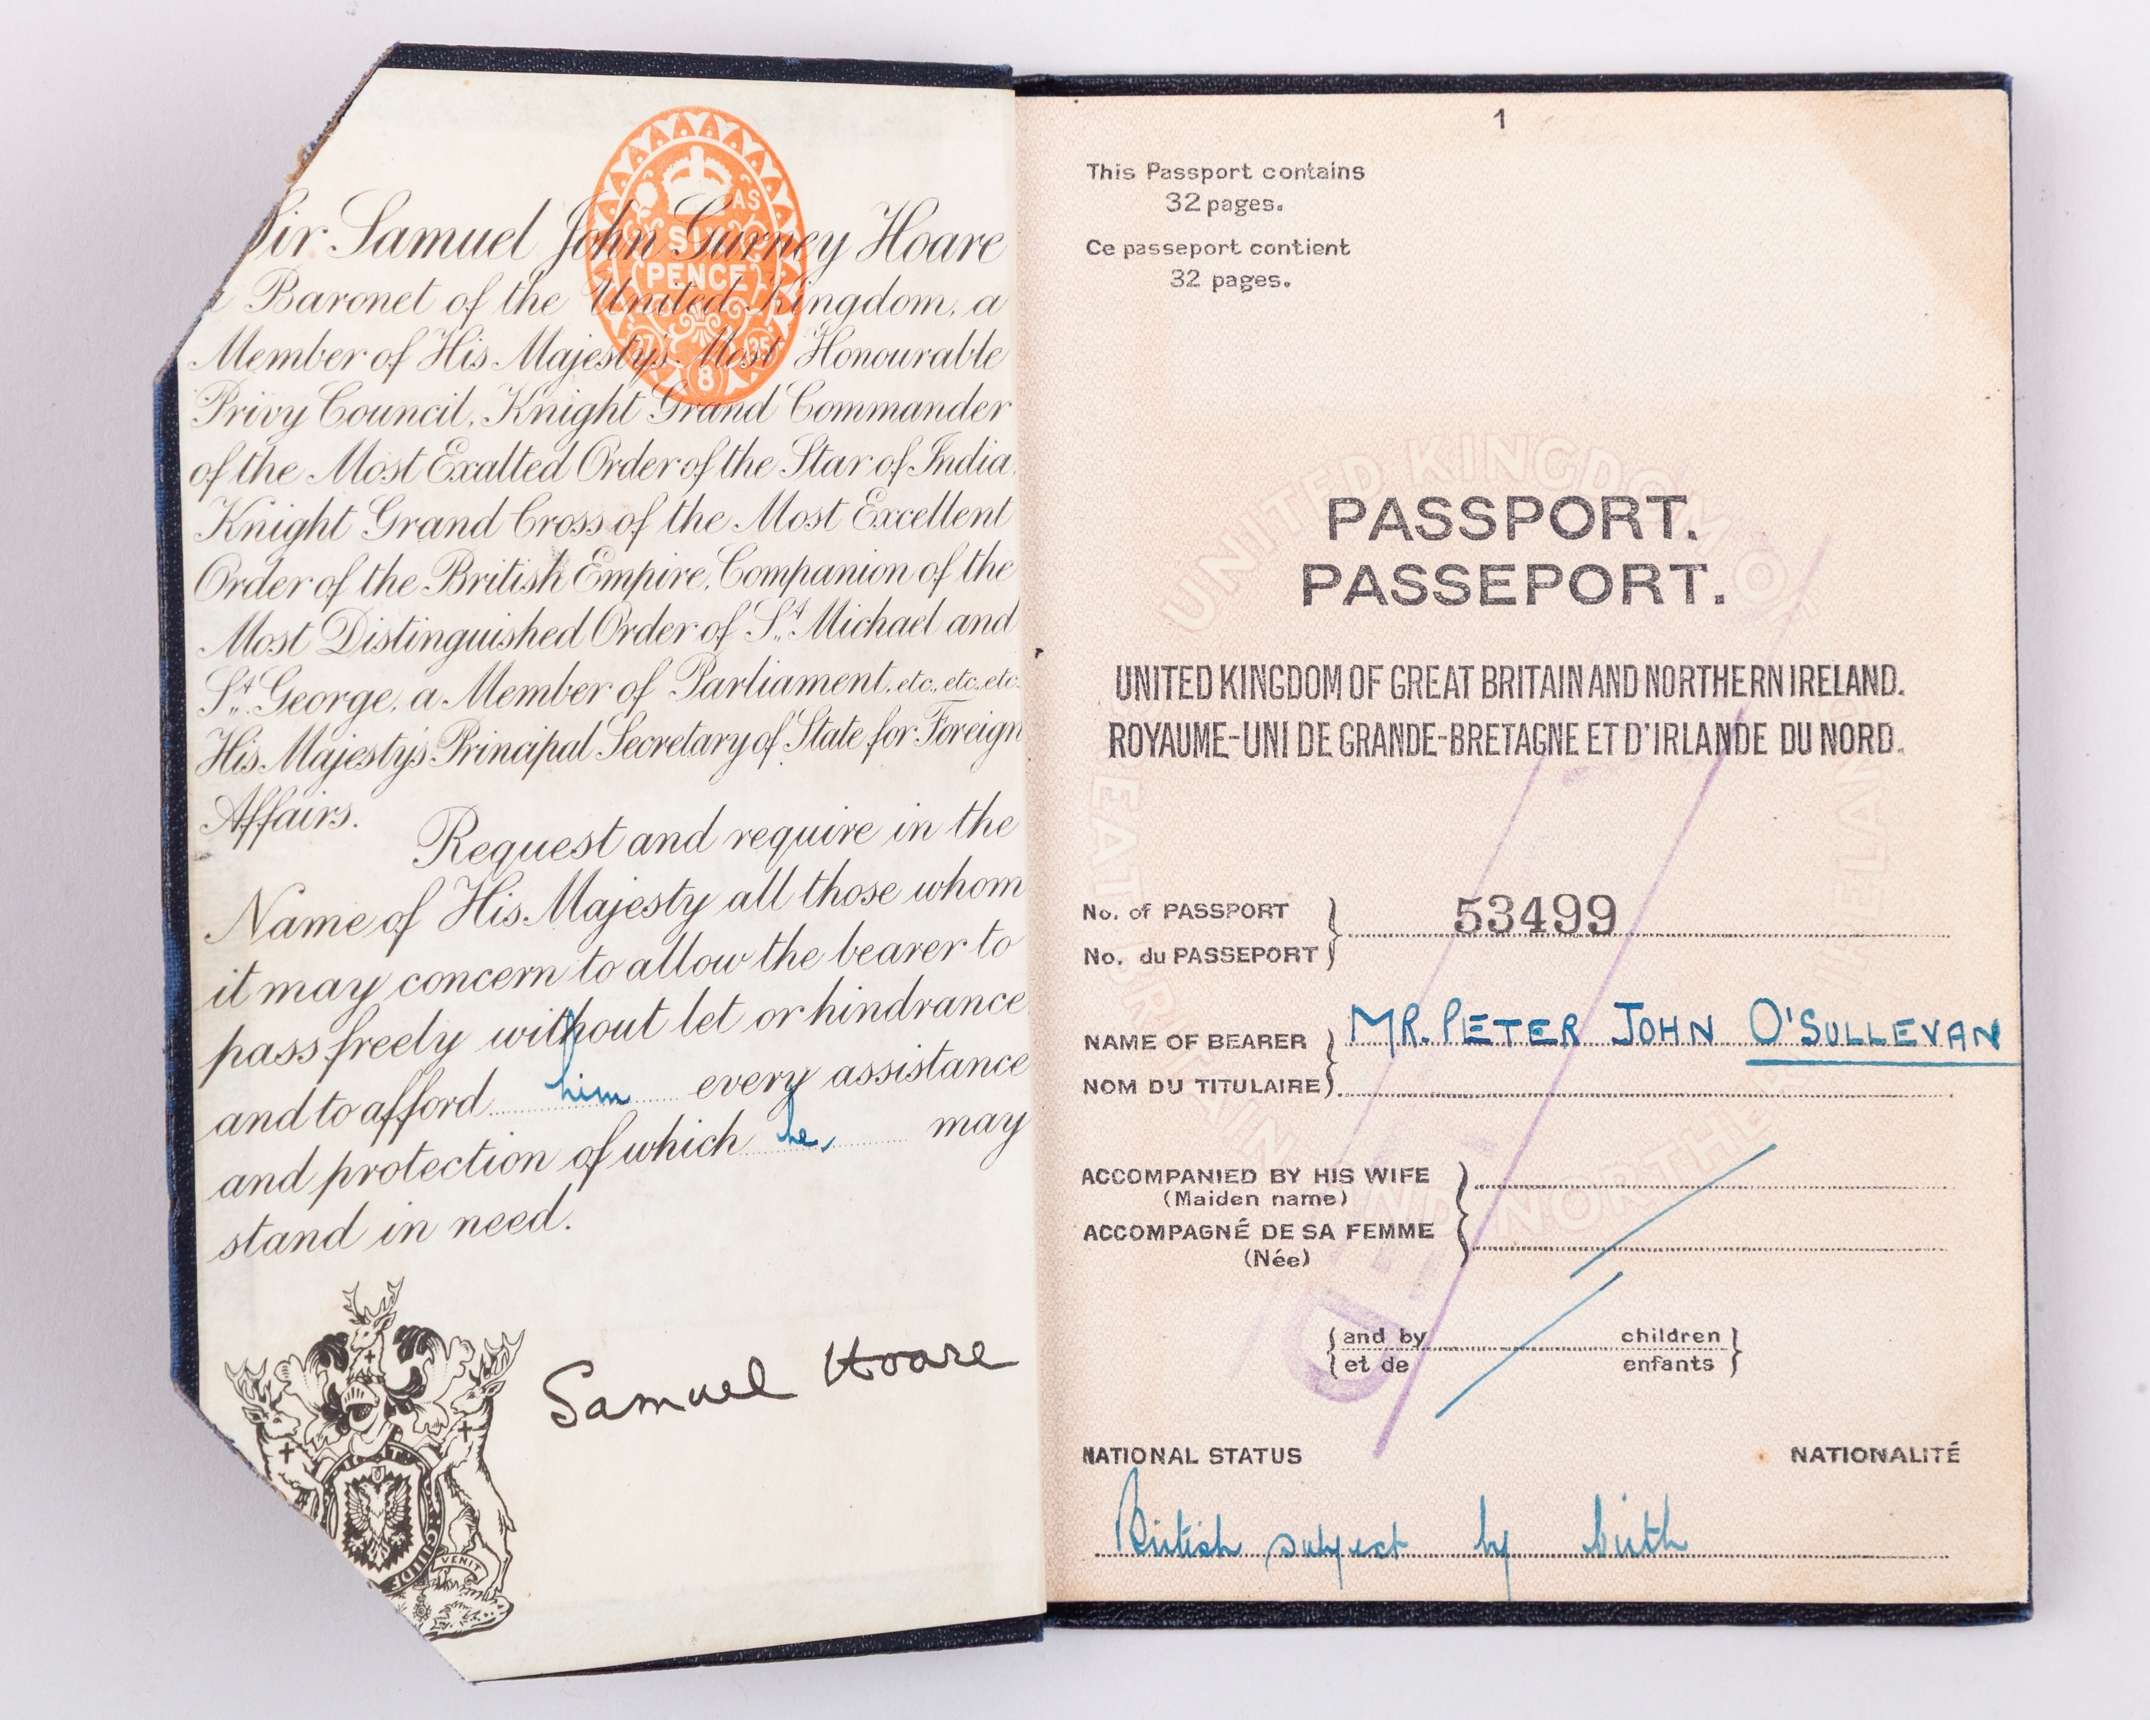 Sir Samuel John Gurney Hoare
a Baronet of the United Kingdom, a
Member of His Majesty's Most Honourable
Privy Council, Knight Grand Commander
of the Most Exalted Order of the Star of India,
Knight Grand Cross of the Most Excellent
Order of the British Empire, Companion of the
Most Distinguished Order of St. Michael and
St. George, a Member of Parliament, etc., etc., etc.
His Majesty's Principal Secretary of State for Foreign
Affairs.
Request and require in the
Name of His Majesty all those whom
it may concern to allow the bearer to
pass freely without let or hindrance
and to afford him every assistance
and protection of which he may
stand in need.
Samuel Hoare
VENIT
AS
SIX
PENCE
27 25
8
1
This Passport contains
32 pages.
Ce passeport contient
32 pages.
UNITED KINGDOM OF
PASSPORT.
PASSEPORT.
UNITED KINGDOM OF GREAT BRITAIN AND NORTHERN IRELAND.
ROYAUME-UNI DE GRANDE-BRETAGNE ET D'IRLANDE DU NORD.
No. of PASSPORT
No. du PASSEPORT
53499
NAME OF BEARER
MR. PETER JOHN O'SULLEVAN
NOM DU TITULAIRE
ACCOMPANIED BY HIS WIFE
(Maiden name)
ACCOMPAGNÉ DE SA FEMME
(Née)
and by children
et de enfants
NATIONAL STATUS NATIONALITÉ
British subject by birth